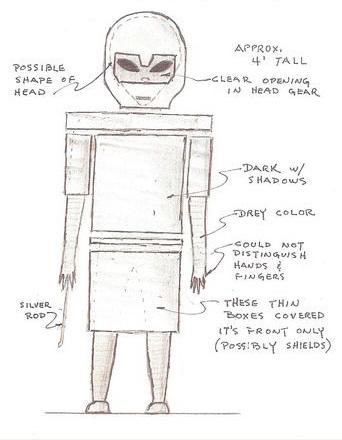 APPROX.
4' TALL
POSSIBLE
SHAPE OF
HEAD
CLEAR OPENING
IN HEAD GEAR
DARK W/
SHADOWS
DREY COLOR
COULD NOT
DISTINGUISH
HANDS &
FINGERS
SILVER
ROD
THESE THIN
BOXES COVERED
IT'S FRONT ONLY
(POSSIBLY SHIELDS)